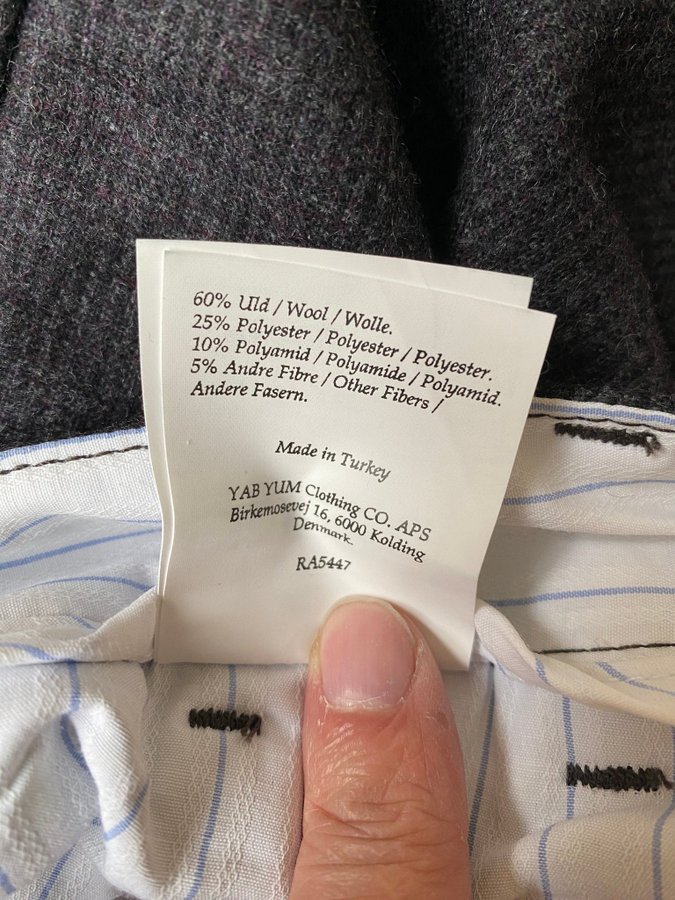 60% Uld / Wool / Wolle.
25% Polyester / Polyester / Polyester.
10% Polyamid / Polyamide / Polyamid.
5% Andre Fibre / Other Fibers /
Andere Fasern.
Made in Turkey
YAB YUM Clothing CO. APS
Birkemosevej 16, 6000 Kolding
Denmark.
RA5447